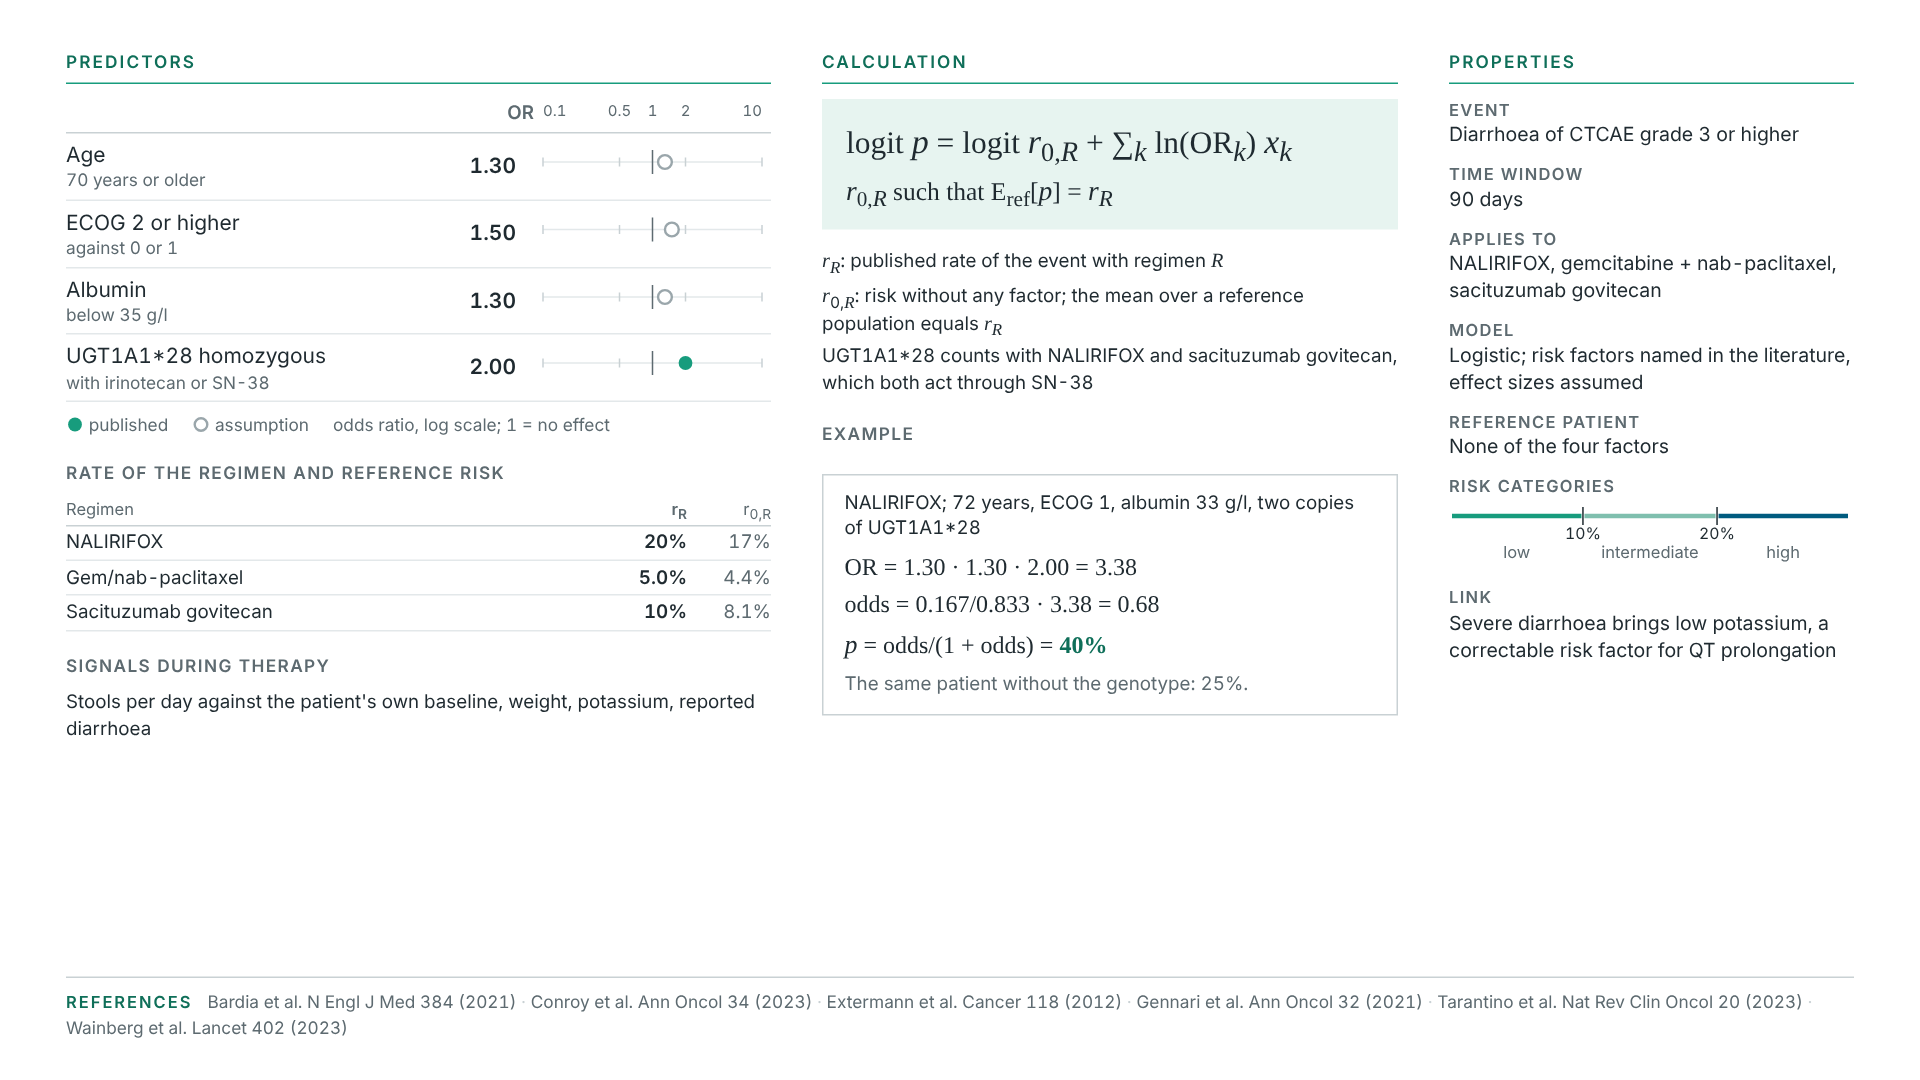 PREDICTORS
OR 0.1 0.5 1 2 10
Age 1.30
70 years or older
ECOG 2 or higher 1.50
against 0 or 1
Albumin 1.30
below 35 g/l
UGT1A1*28 homozygous 2.00
with irinotecan or SN-38
published assumption odds ratio, log scale; 1 = no effect
RATE OF THE REGIMEN AND REFERENCE RISK
Regimen rR r0,R
NALIRIFOX 20% 17%
Gem/nab-paclitaxel 5.0% 4.4%
Sacituzumab govitecan 10% 8.1%
SIGNALS DURING THERAPY
Stools per day against the patient's own baseline, weight, potassium, reported
diarrhoea
CALCULATION
logit p = logit r0,R + ∑k ln(ORk) xk
r0,R such that Eref[p] = rR
rR: published rate of the event with regimen R
r0,R: risk without any factor; the mean over a reference
population equals rR
UGT1A1*28 counts with NALIRIFOX and sacituzumab govitecan,
which both act through SN-38
EXAMPLE
NALIRIFOX; 72 years, ECOG 1, albumin 33 g/l, two copies
of UGT1A1*28
OR = 1.30 · 1.30 · 2.00 = 3.38
odds = 0.167/0.833 · 3.38 = 0.68
p = odds/(1 + odds) = 40%
The same patient without the genotype: 25%.
PROPERTIES
EVENT
Diarrhoea of CTCAE grade 3 or higher
TIME WINDOW
90 days
APPLIES TO
NALIRIFOX, gemcitabine + nab-paclitaxel,
sacituzumab govitecan
MODEL
Logistic; risk factors named in the literature,
effect sizes assumed
REFERENCE PATIENT
None of the four factors
RISK CATEGORIES
10% 20%
low intermediate high
LINK
Severe diarrhoea brings low potassium, a
correctable risk factor for QT prolongation
REFERENCES Bardia et al. N Engl J Med 384 (2021) · Conroy et al. Ann Oncol 34 (2023) · Extermann et al. Cancer 118 (2012) · Gennari et al. Ann Oncol 32 (2021) · Tarantino et al. Nat Rev Clin Oncol 20 (2023) ·
Wainberg et al. Lancet 402 (2023)